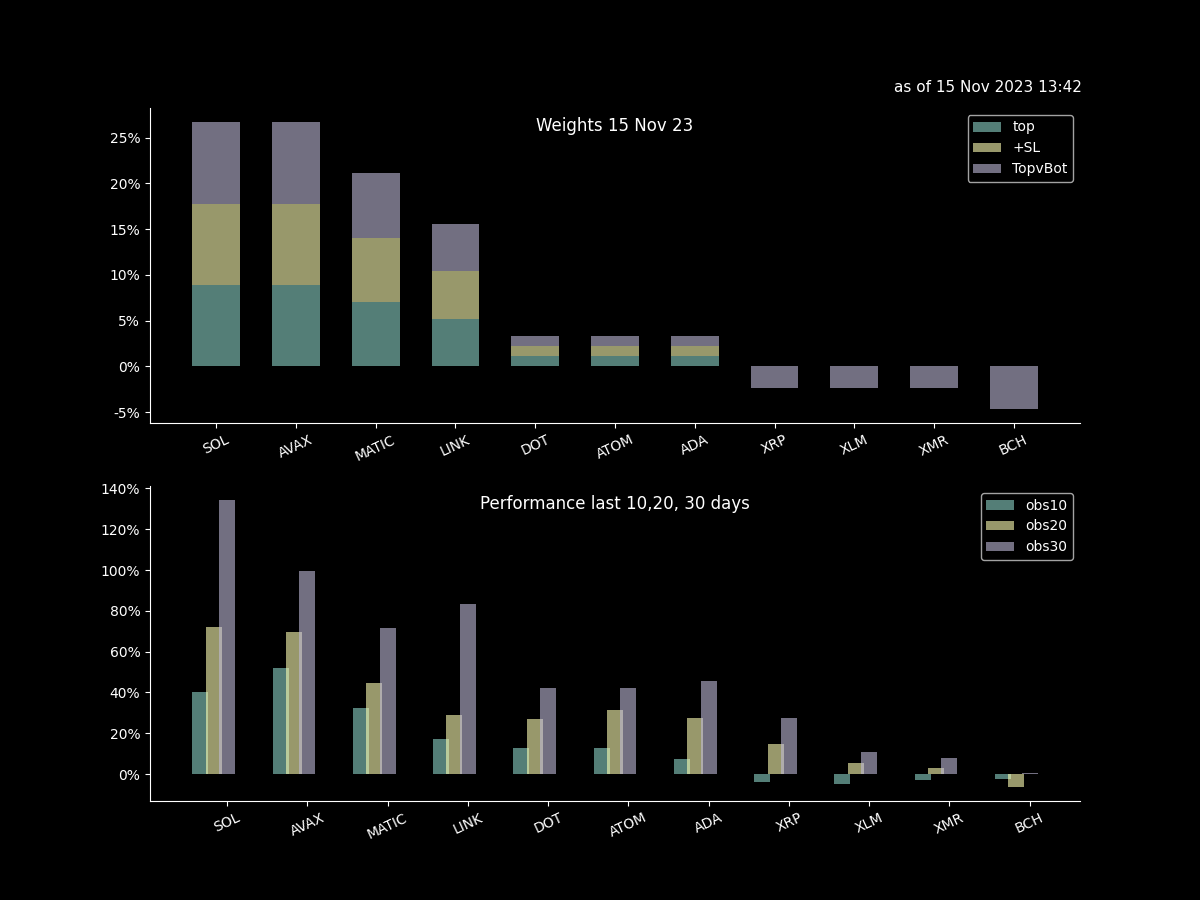 as of 15 Nov 2023 13:42
Weights 15 Nov 23
top
+SL
TopvBot
25%
20%
15%
10%
5%
0%
-5%
SOL AVAX MATIC LINK DOT ATOM ADA XRP XLM XMR BCH
Performance last 10,20, 30 days
obs10
obs20
obs30
140%
120%
100%
80%
60%
40%
20%
0%
SOL AVAX MATIC LINK DOT ATOM ADA XRP XLM XMR BCH